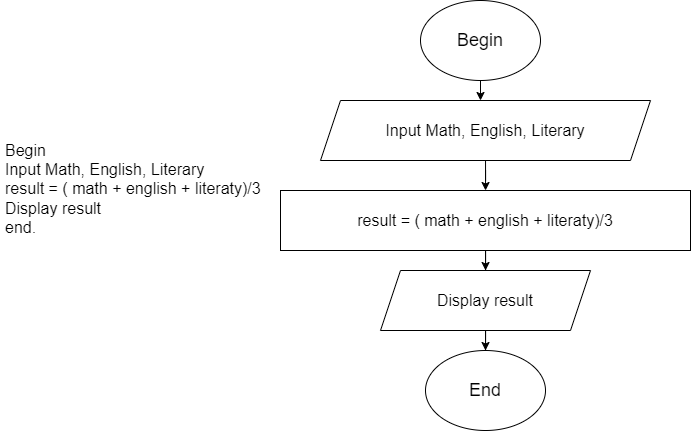 Begin
Input Math, English, Literary
result = ( math + english + literaty)/3
Display result
end.
Begin
Input Math, English, Literary
result = ( math + english + literaty)/3
Display result
End